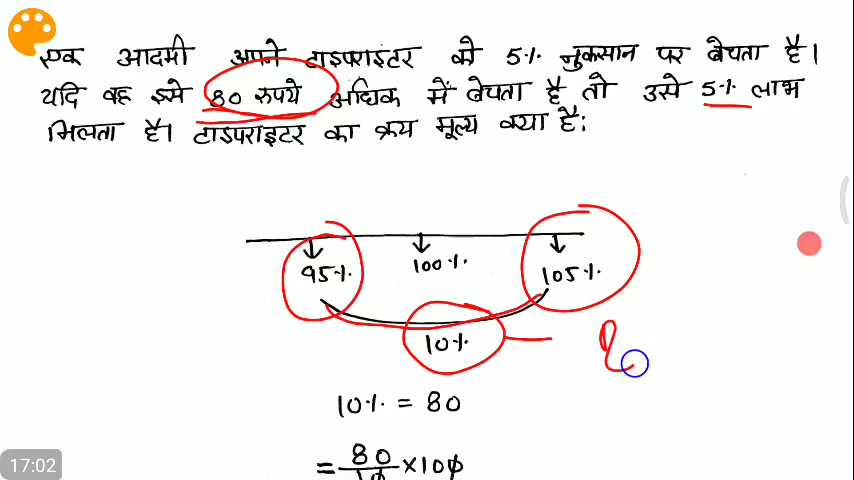 एक आदमी अपने टाइपराइटर को 5% नुकसान पर बेचता है।
यदि वह इसे 80 रुपये अधिक में बेचता है तो उसे 5% लाभ
मिलता है। टाइपराइटर का क्रय मूल्य क्या है:
95% 100% 105%
10%
10% = 80
= 80/10 × 100
17:02